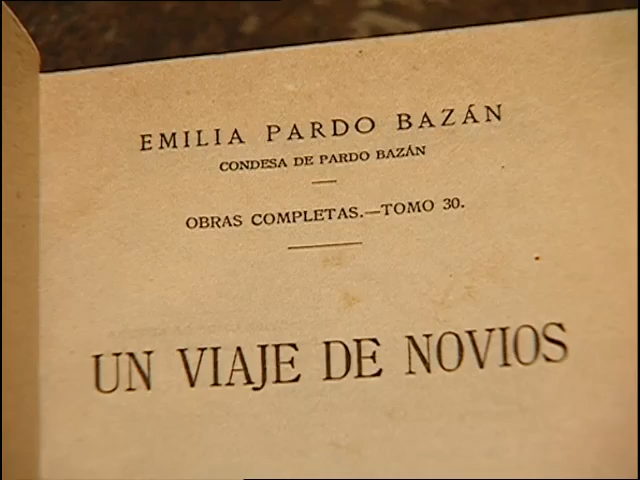 EMILIA PARDO BAZÁN
CONDESA DE PARDO BAZÁN
OBRAS COMPLETAS.—TOMO 30.
UN VIAJE DE NOVIOS